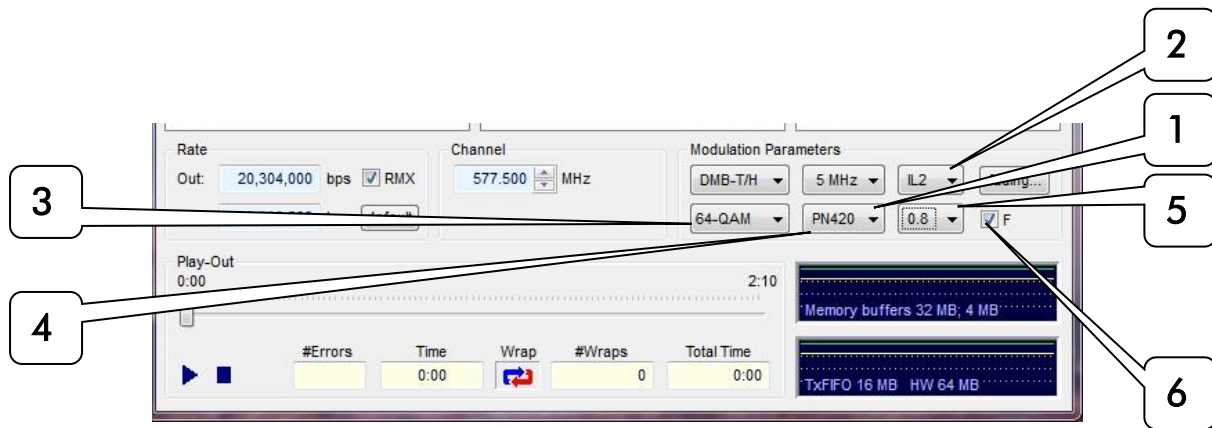 2
1
3
5
4
6
Rate
Out: 20,304,000 bps RMX
Channel
577.500 MHz
Modulation Parameters
DMB-T/H 5 MHz IL2
64-QAM PN420 0.8 F
Play-Out
0:00 2:10
#Errors Time Wrap #Wraps Total Time
0:00 0 0:00
Memory buffers 32 MB; 4 MB
TxFIFO 16 MB HW 64 MB